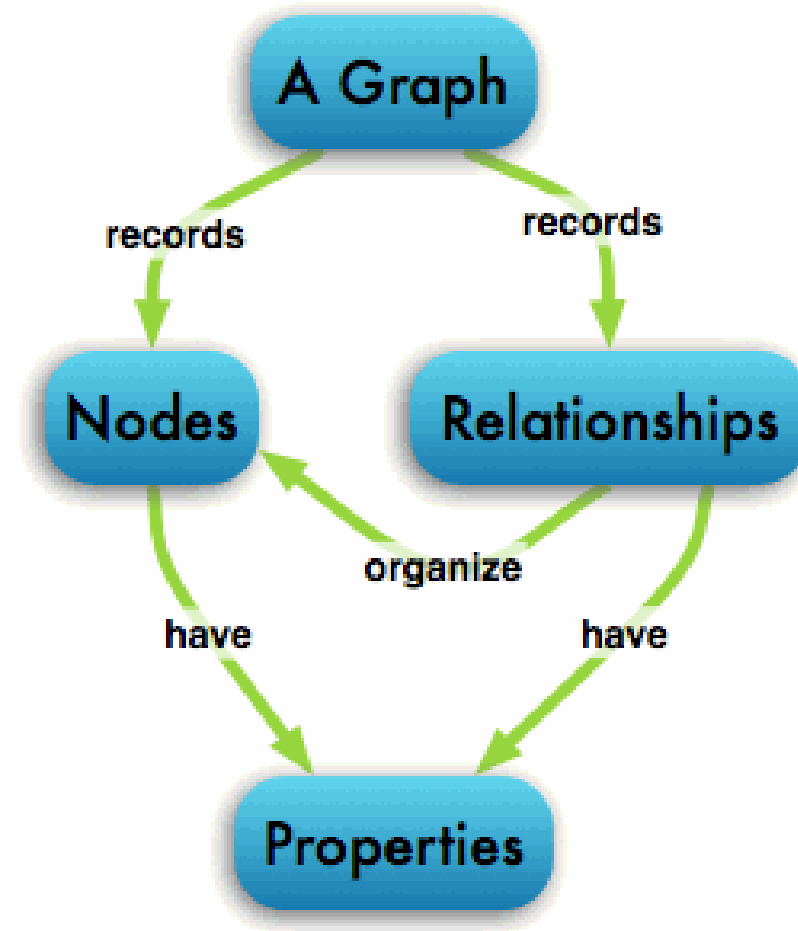 A Graph
records
records
Nodes
Relationships
organize
have
have
Properties